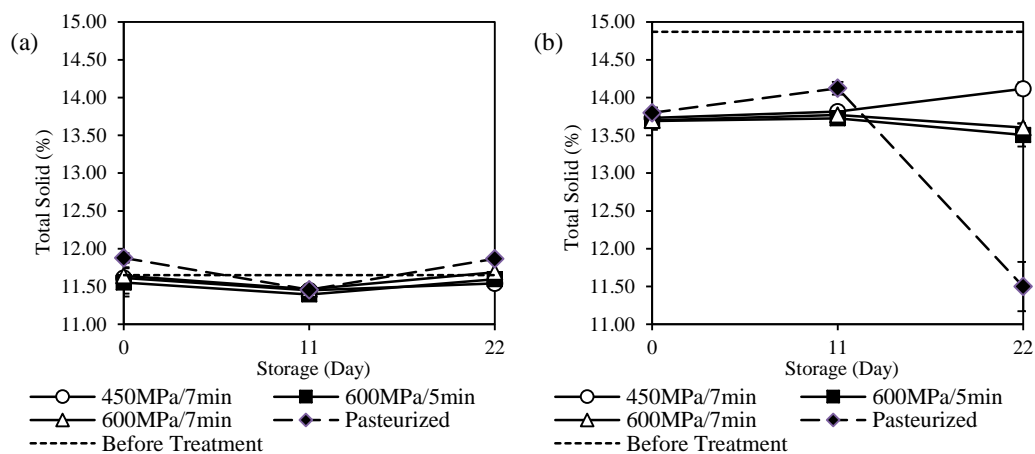 (a)
Total Solid (%)
15.00
14.50
14.00
13.50
13.00
12.50
12.00
11.50
11.00
0 11 22
Storage (Day)
450MPa/7min 600MPa/5min
600MPa/7min Pasteurized
Before Treatment
(b)
Total Solid (%)
15.00
14.50
14.00
13.50
13.00
12.50
12.00
11.50
11.00
0 11 22
Storage (Day)
450MPa/7min 600MPa/5min
600MPa/7min Pasteurized
Before Treatment